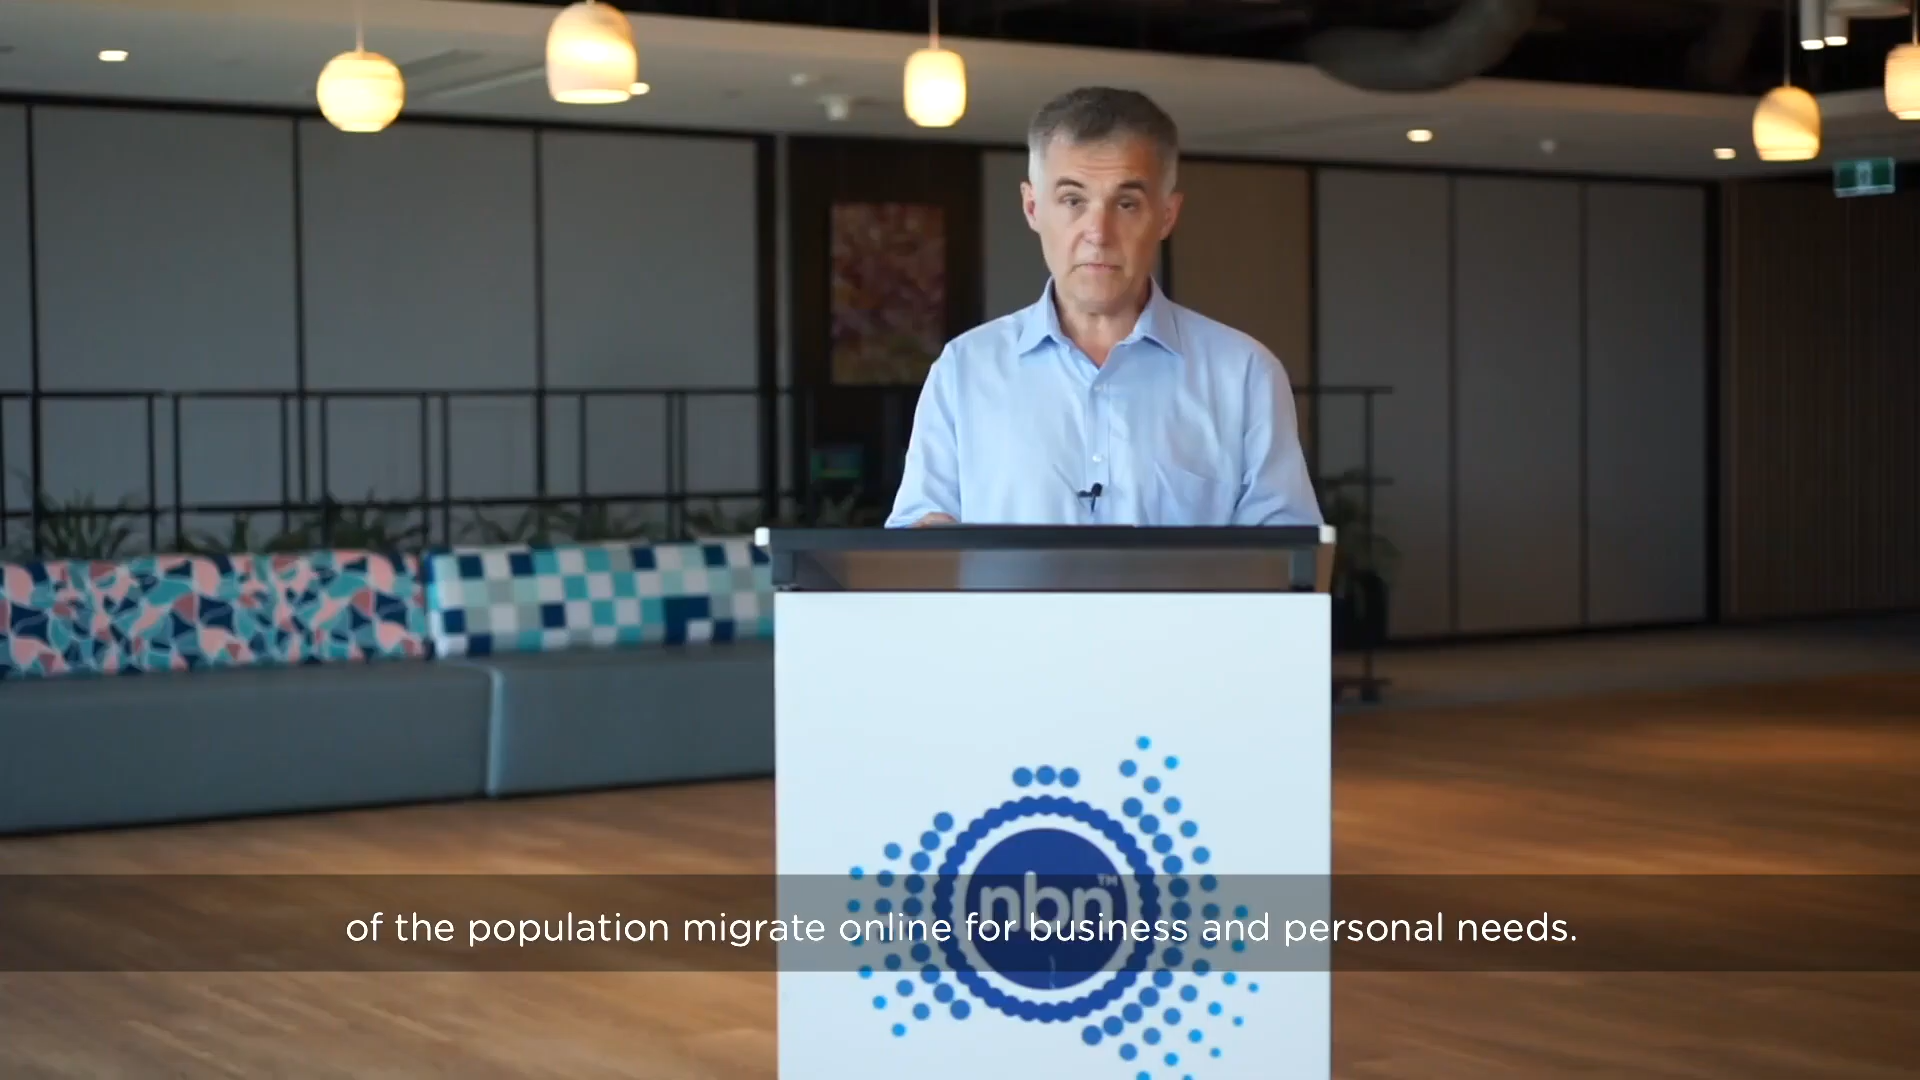 nbn™
of the population migrate online for business and personal needs.